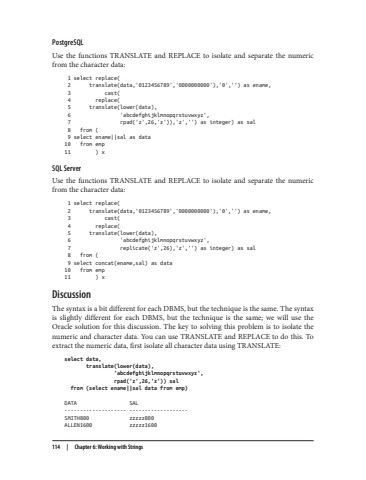 PostgreSQL
Use the functions TRANSLATE and REPLACE to isolate and separate the numeric
from the character data:
1 select replace(
2 translate(data,'0123456789','0000000000'),'0','') as ename,
3 cast(
4 replace(
5 translate(lower(data),
6 'abcdefghijklmnopqrstuvwxyz',
7 rpad('z',26,'z')),'z','') as integer) as sal
8 from (
9 select ename||sal as data
10 from emp
11 ) x
SQL Server
Use the functions TRANSLATE and REPLACE to isolate and separate the numeric
from the character data:
1 select replace(
2 translate(data,'0123456789','0000000000'),'0','') as ename,
3 cast(
4 replace(
5 translate(lower(data),
6 'abcdefghijklmnopqrstuvwxyz',
7 replicate('z',26),'z','') as integer) as sal
8 from (
9 select concat(ename,sal) as data
10 from emp
11 ) x
Discussion
The syntax is a bit different for each DBMS, but the technique is the same. The syntax
is slightly different for each DBMS, but the technique is the same; we will use the
Oracle solution for this discussion. The key to solving this problem is to isolate the
numeric and character data. You can use TRANSLATE and REPLACE to do this. To
extract the numeric data, first isolate all character data using TRANSLATE:
select data,
translate(lower(data),
'abcdefghijklmnopqrstuvwxyz',
rpad('z',26,'z')) sal
from (select ename||sal data from emp)
DATA SAL
-------------------- -------------------
SMITH800 zzzzz800
ALLEN1600 zzzzz1600
114 | Chapter 6: Working with Strings